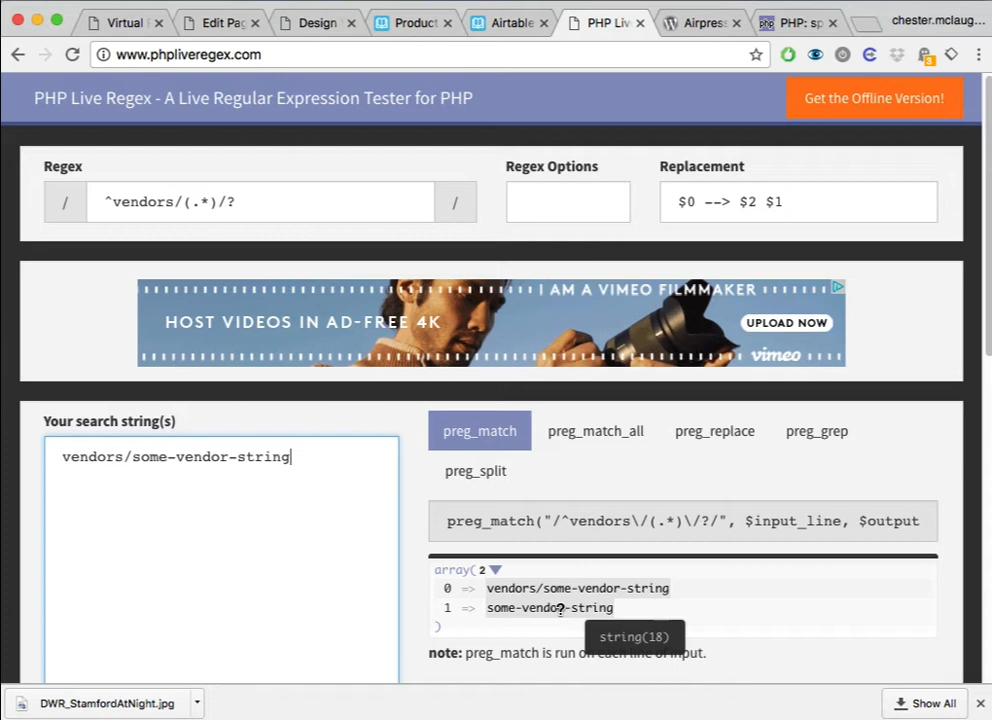 Virtual F
Edit Pag
Design
Product
Airtable
PHP Liv
Airpres
PHP: sp
chester.mclaug
www.phpliveregex.com
3
PHP Live Regex - A Live Regular Expression Tester for PHP
Get the Offline Version!
Regex
Regex Options
Replacement
/ ^vendors/(.*)/? /
$0 --> $2 $1
I AM A VIMEO FILMMAKER
HOST VIDEOS IN AD-FREE 4K
UPLOAD NOW
vimeo
Your search string(s)
vendors/some-vendor-string
preg_match preg_match_all preg_replace preg_grep
preg_split
preg_match("/^vendors\/(.*)\/?/", $input_line, $output
array( 2
0 => vendors/some-vendor-string
1 => some-vendor-string
)
string(18)
note: preg_match is run on each line of input.
DWR_StamfordAtNight.jpg
Show All